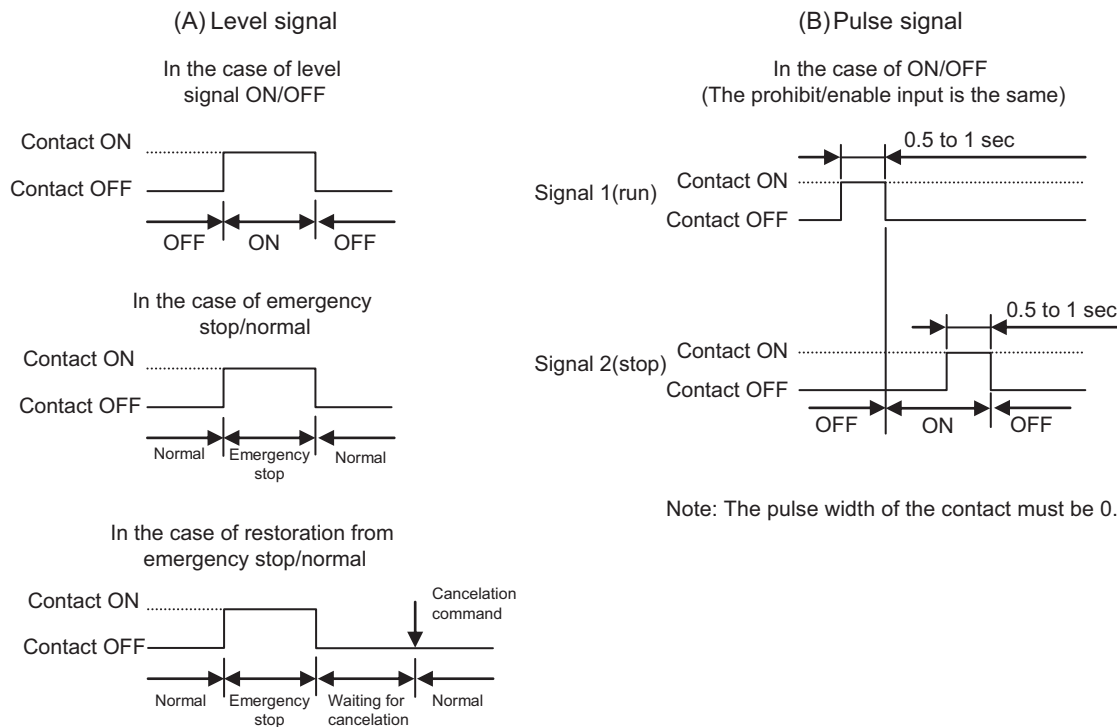 (A) Level signal
In the case of level
signal ON/OFF
Contact ON
Contact OFF
OFF
ON
OFF
In the case of emergency
stop/normal
Contact ON
Contact OFF
Normal
Emergency
stop
Normal
In the case of restoration from
emergency stop/normal
Contact ON
Contact OFF
Cancelation
command
Normal
Emergency
stop
Waiting for
cancelation
Normal
(B) Pulse signal
In the case of ON/OFF
(The prohibit/enable input is the same)
0.5 to 1 sec
Signal 1(run)
Contact ON
Contact OFF
0.5 to 1 sec
Signal 2(stop)
Contact ON
Contact OFF
OFF
ON
OFF
Note: The pulse width of the contact must be 0.